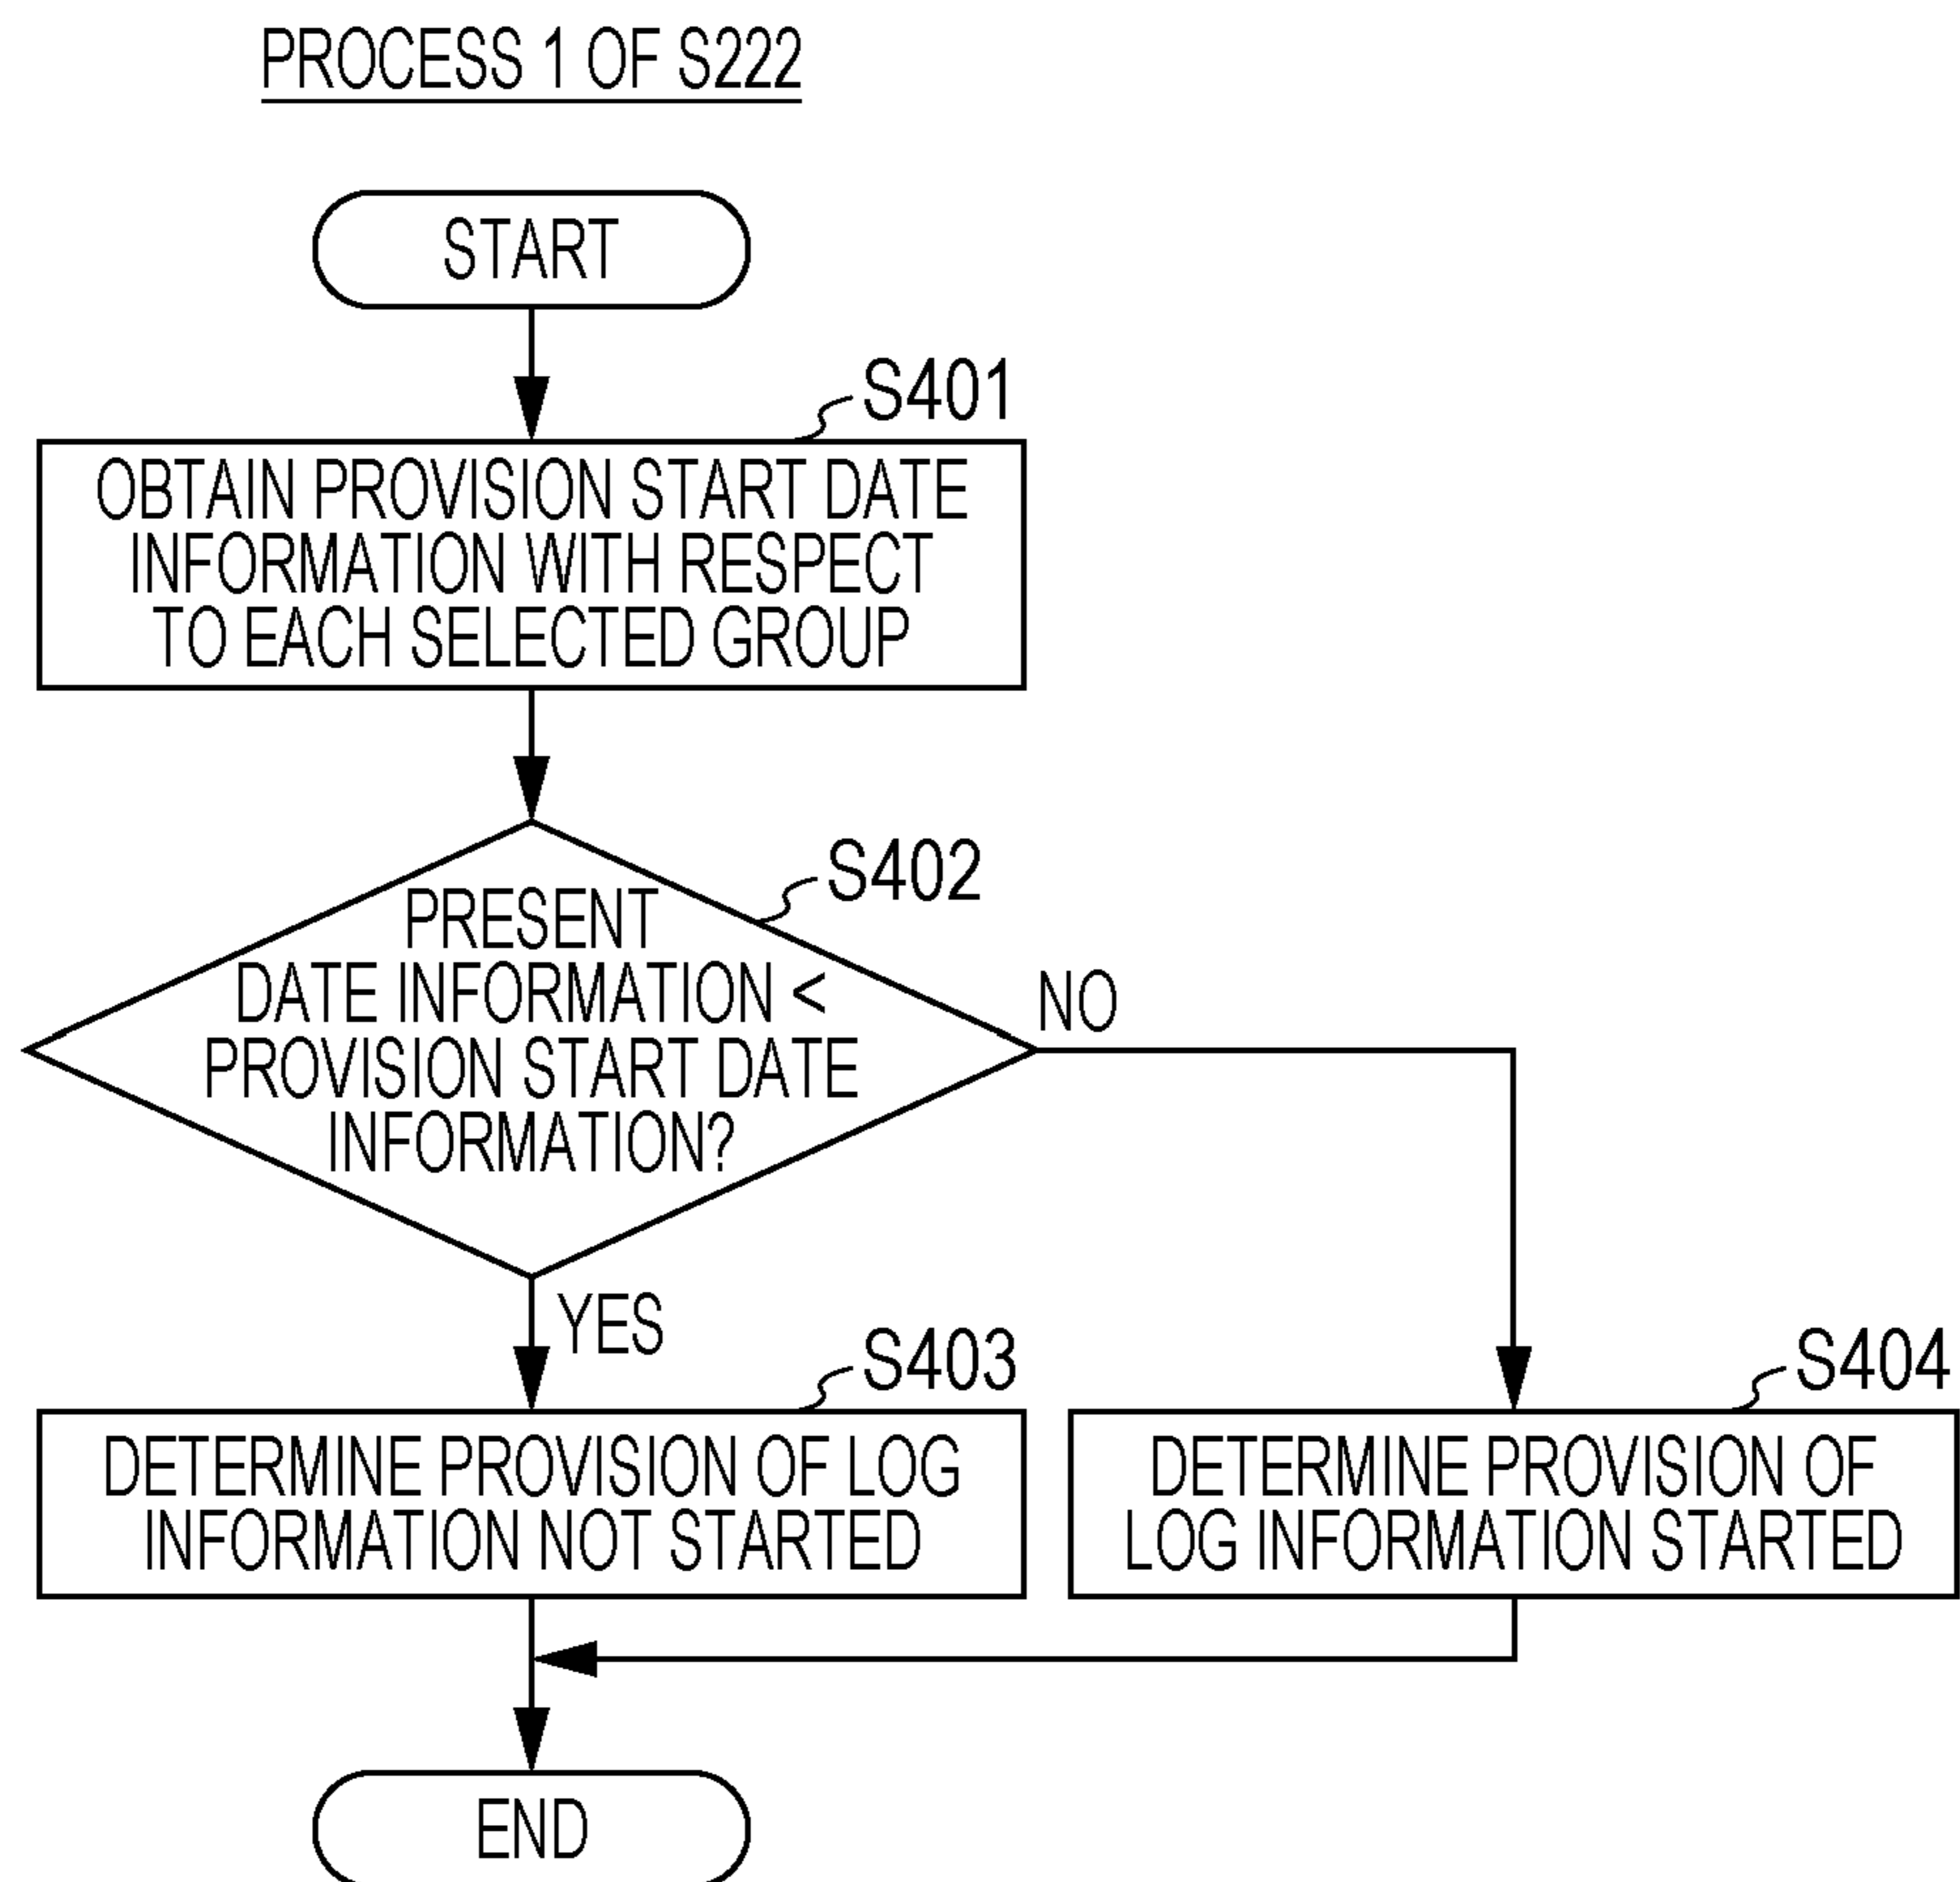 PROCESS 1 OF S222
START
S401
OBTAIN PROVISION START DATE
INFORMATION WITH RESPECT
TO EACH SELECTED GROUP
S402
PRESENT
DATE INFORMATION <
PROVISION START DATE
INFORMATION?
NO
YES
S403
DETERMINE PROVISION OF LOG
INFORMATION NOT STARTED
S404
DETERMINE PROVISION OF
LOG INFORMATION STARTED
END